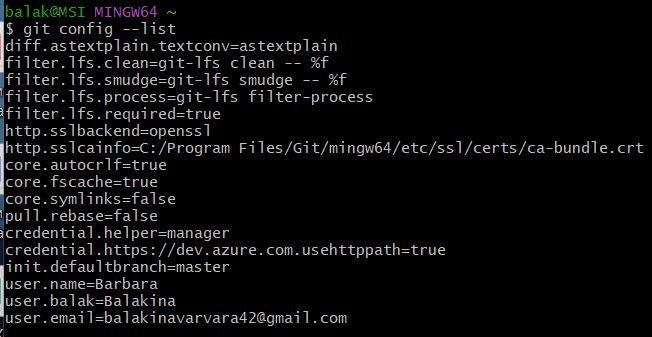 balak@MSI MINGW64 ~
$ git config --list
diff.astextplain.textconv=astextplain
filter.lfs.clean=git-lfs clean -- %f
filter.lfs.smudge=git-lfs smudge -- %f
filter.lfs.process=git-lfs filter-process
filter.lfs.required=true
http.sslbackend=openssl
http.sslcainfo=C:/Program Files/Git/mingw64/etc/ssl/certs/ca-bundle.crt
core.autocrlf=true
core.fscache=true
core.symlinks=false
pull.rebase=false
credential.helper=manager
credential.https://dev.azure.com.usehttppath=true
init.defaultbranch=master
user.name=Barbara
user.balak=Balakina
user.email=balakinavarvara42@gmail.com